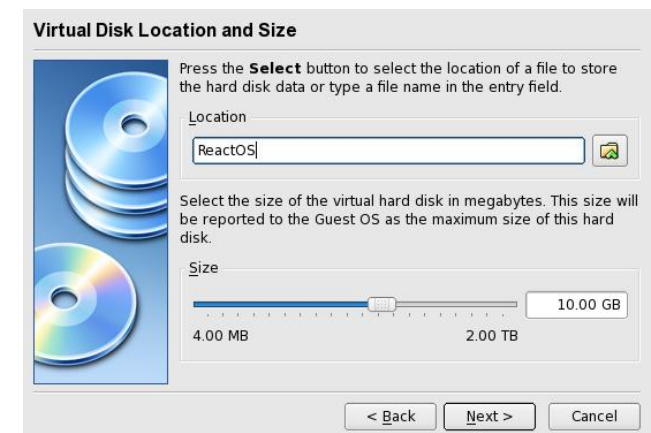 Virtual Disk Location and Size
Press the Select button to select the location of a file to store
the hard disk data or type a file name in the entry field.
Location
ReactOS
Select the size of the virtual hard disk in megabytes. This size will
be reported to the Guest OS as the maximum size of this hard
disk.
Size
10.00 GB
4.00 MB 2.00 TB
< Back Next > Cancel